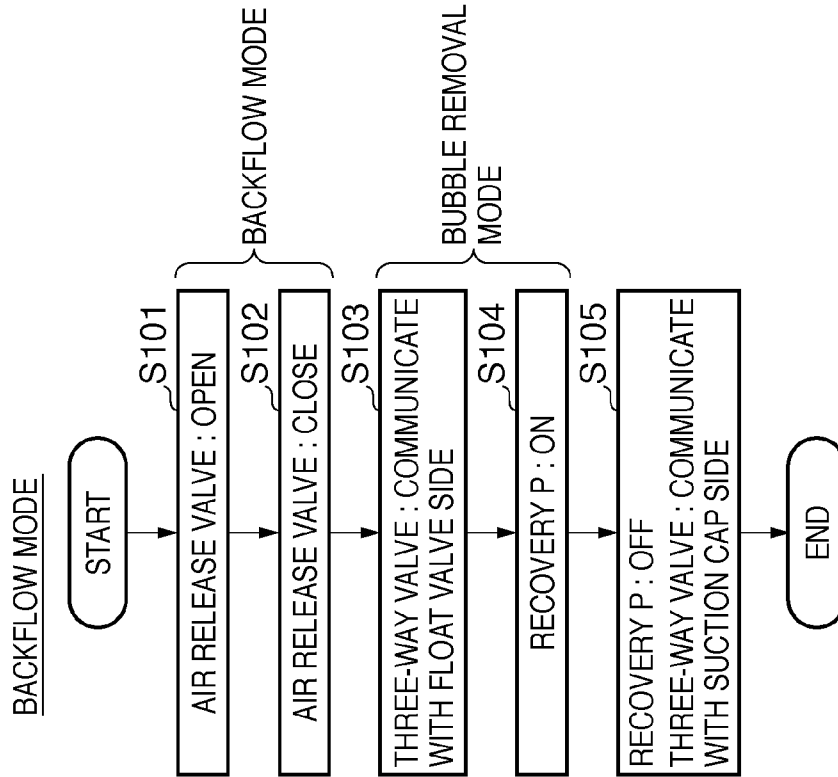 BACKFLOW MODE
START
S101
AIR RELEASE VALVE : OPEN
S102
AIR RELEASE VALVE : CLOSE
BACKFLOW MODE
S103
THREE-WAY VALVE : COMMUNICATE
WITH FLOAT VALVE SIDE
S104
RECOVERY P : ON
BUBBLE REMOVAL
MODE
S105
RECOVERY P : OFF
THREE-WAY VALVE : COMMUNICATE
WITH SUCTION CAP SIDE
END